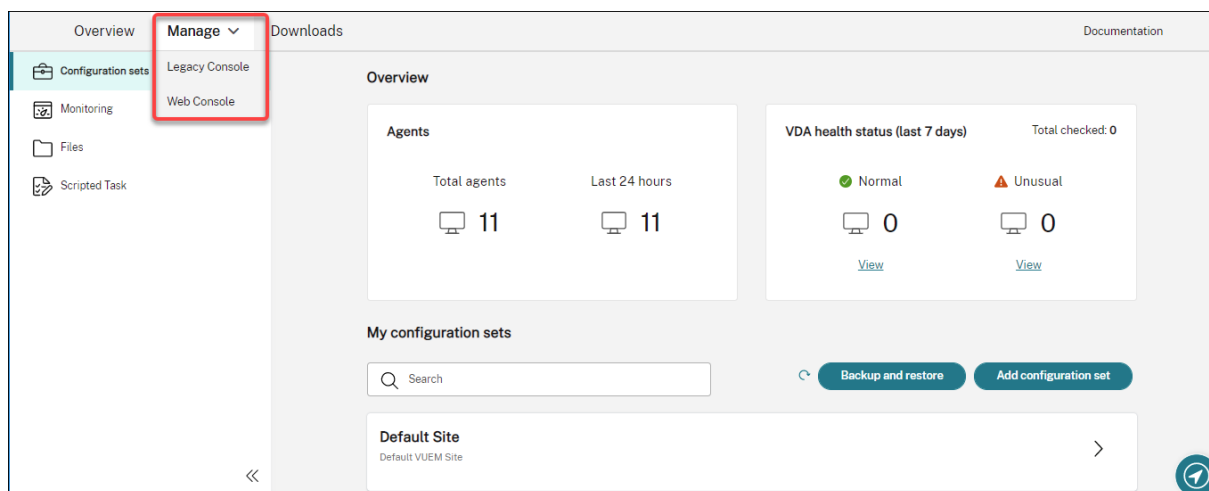 Overview Manage Downloads Documentation
Legacy Console
Web Console
Configuration sets
Monitoring
Files
Scripted Task
Overview
Agents
Total agents Last 24 hours
11 11
VDA health status (last 7 days) Total checked: 0
Normal Unusual
0 0
View View
My configuration sets
Search
Backup and restore Add configuration set
Default Site
Default VUEM Site